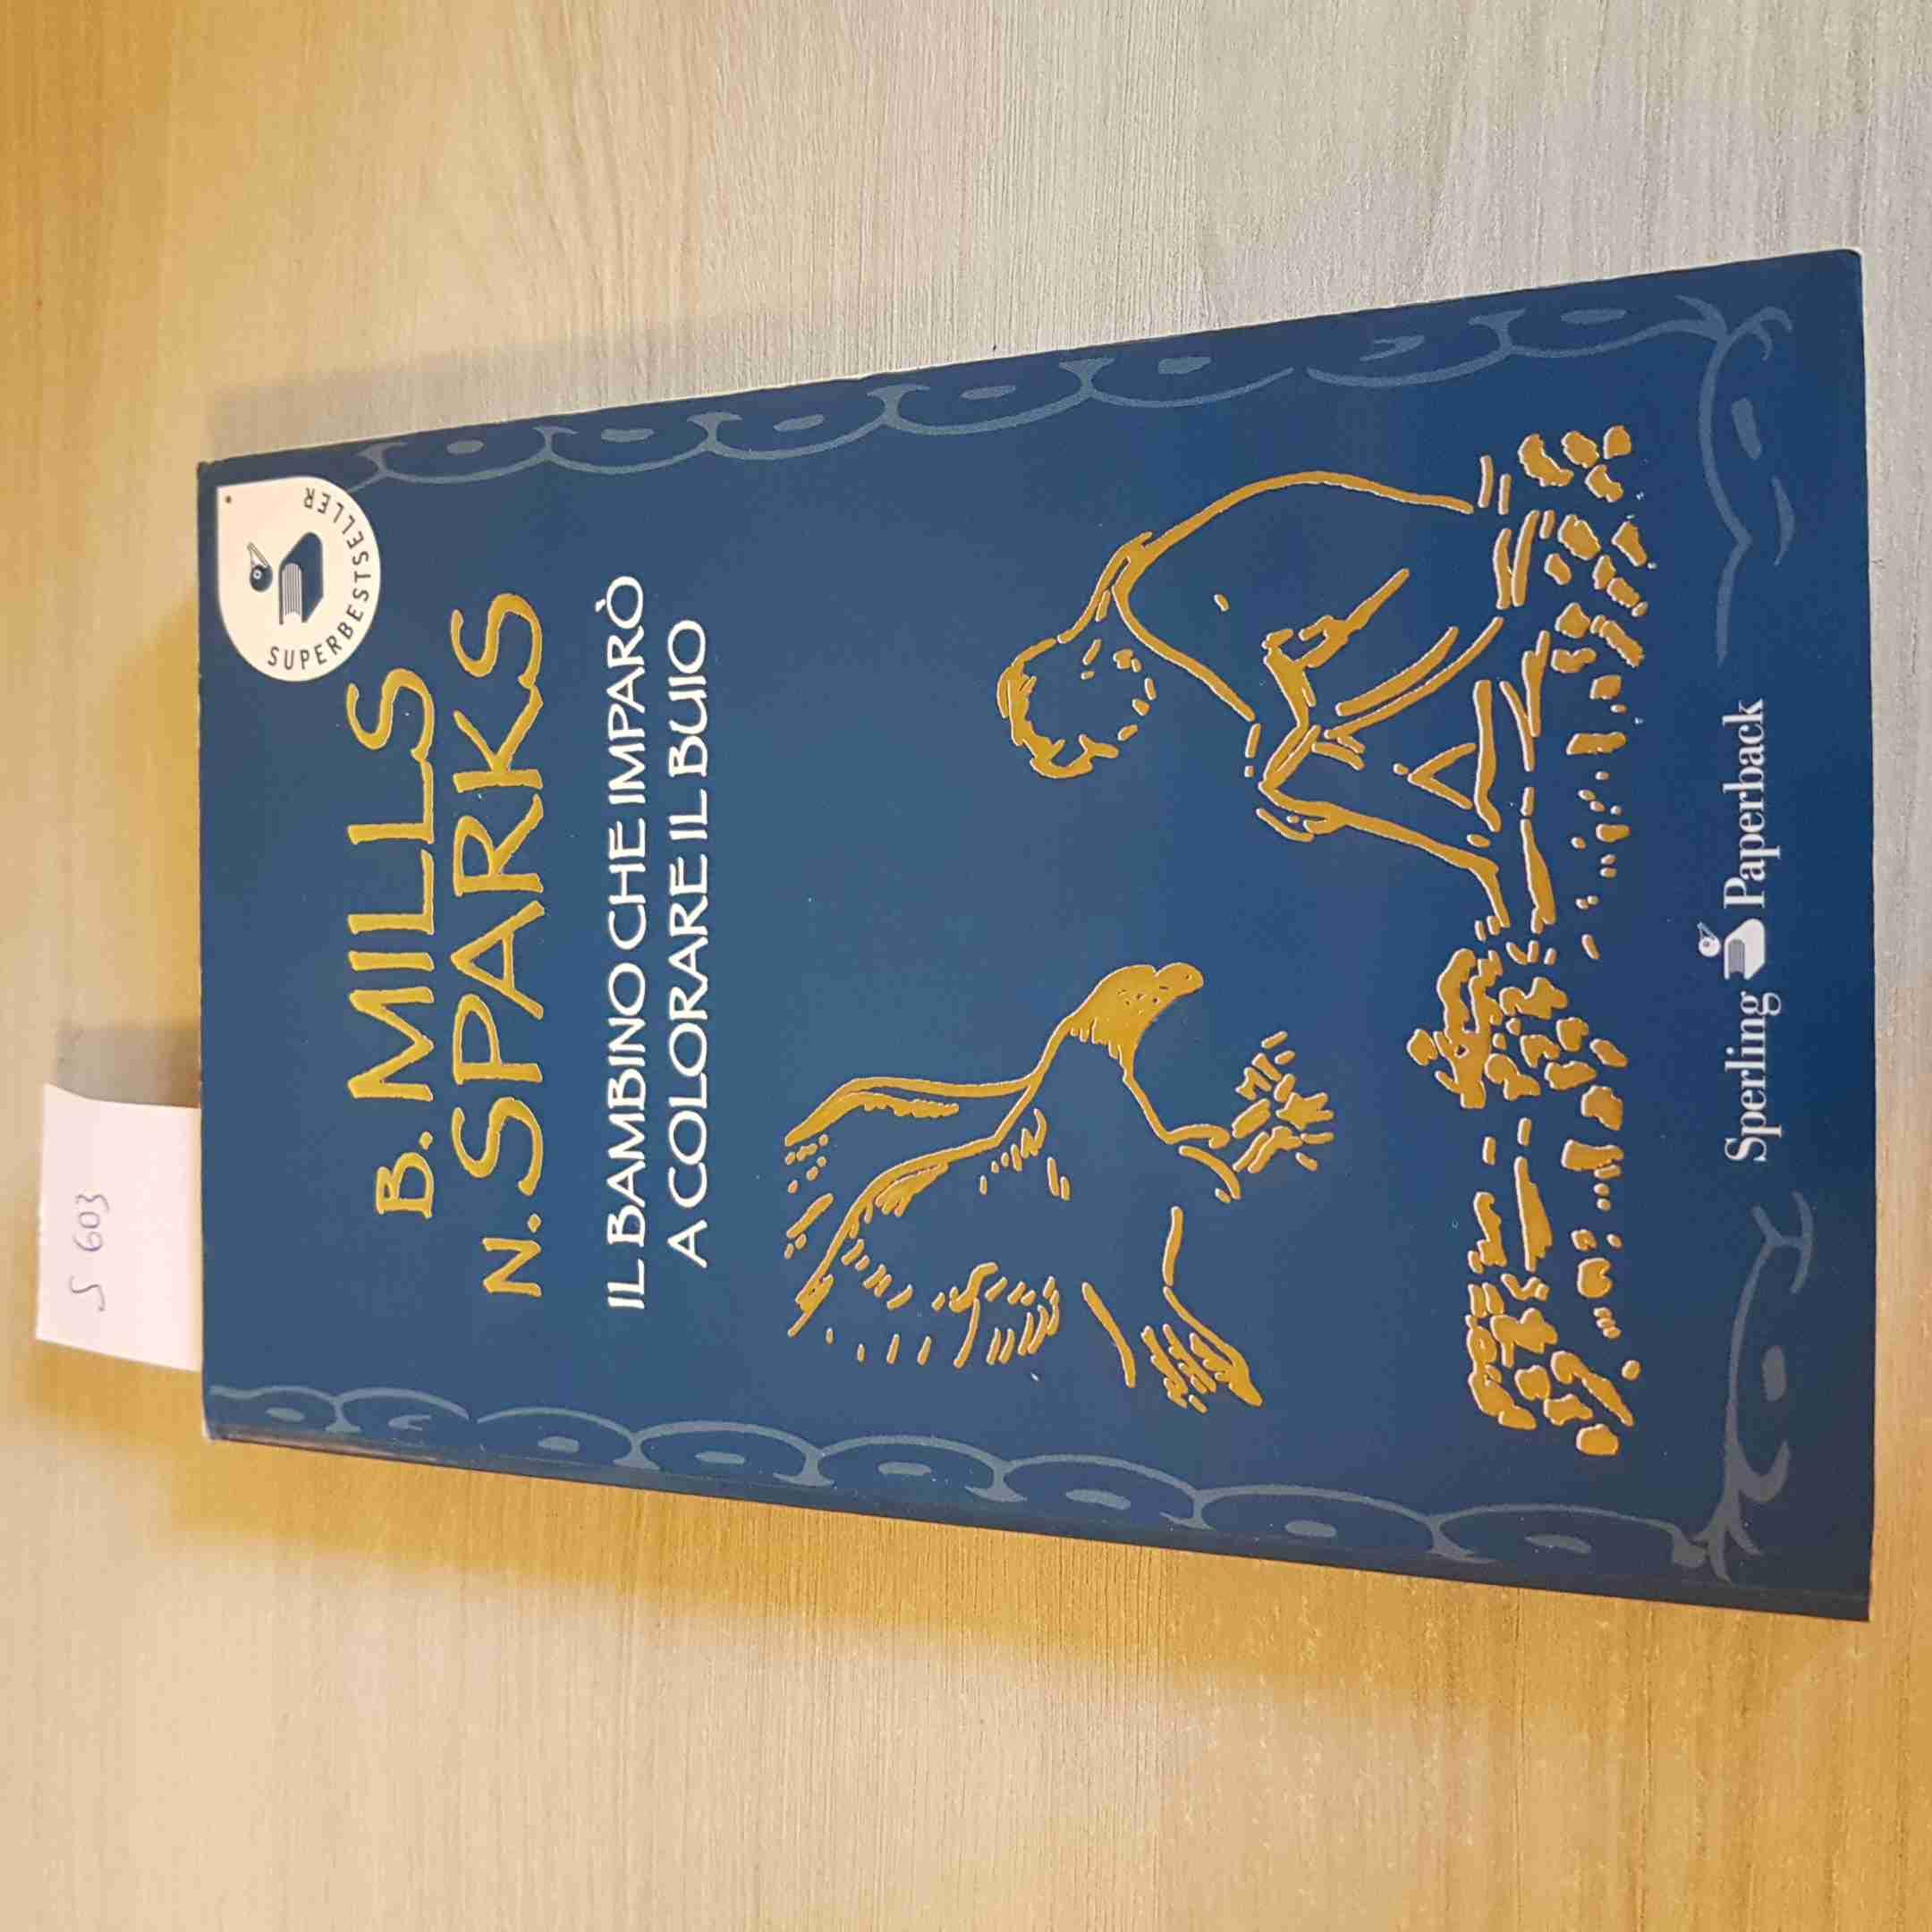 S 603
SUPERBESTSELLER
B. MILLS
N. SPARKS
IL BAMBINO CHE IMPARÒ
A COLORARE IL BUIO
Sperling Paperback